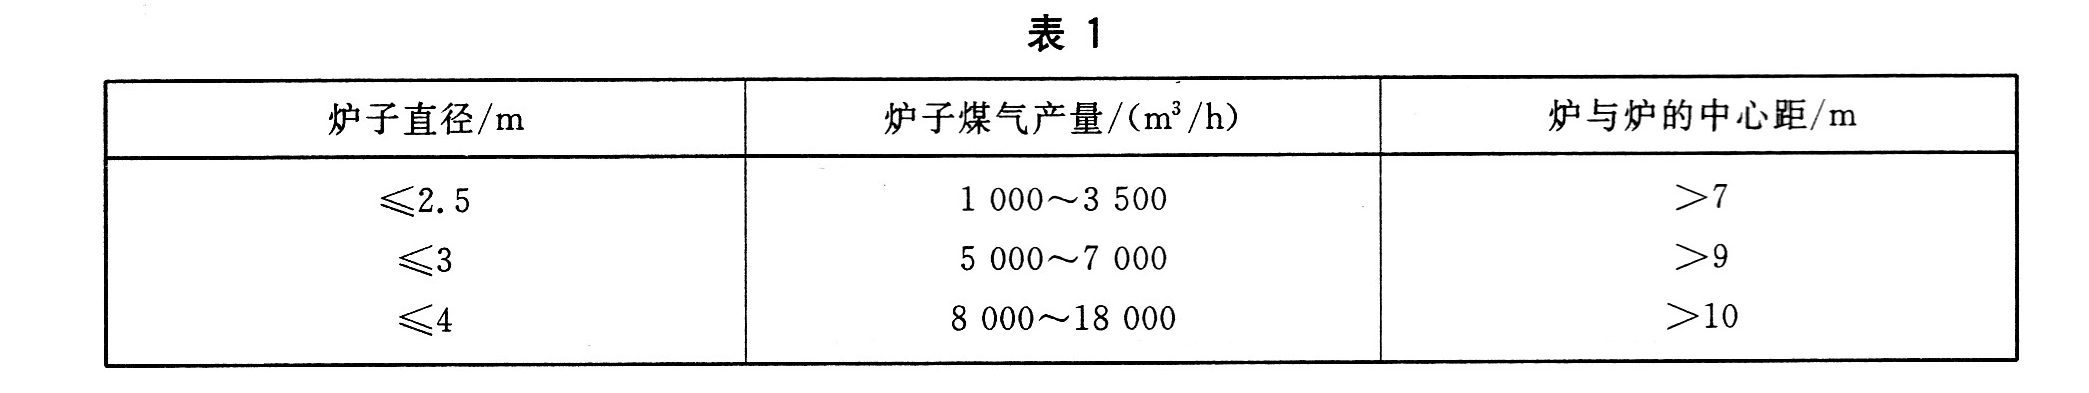 表 1
炉子直径/m 炉子煤气产量/(m³/h) 炉与炉的中心距/m
≤2.5 1 000～3 500 >7
≤3 5 000～7 000 >9
≤4 8 000～18 000 >10